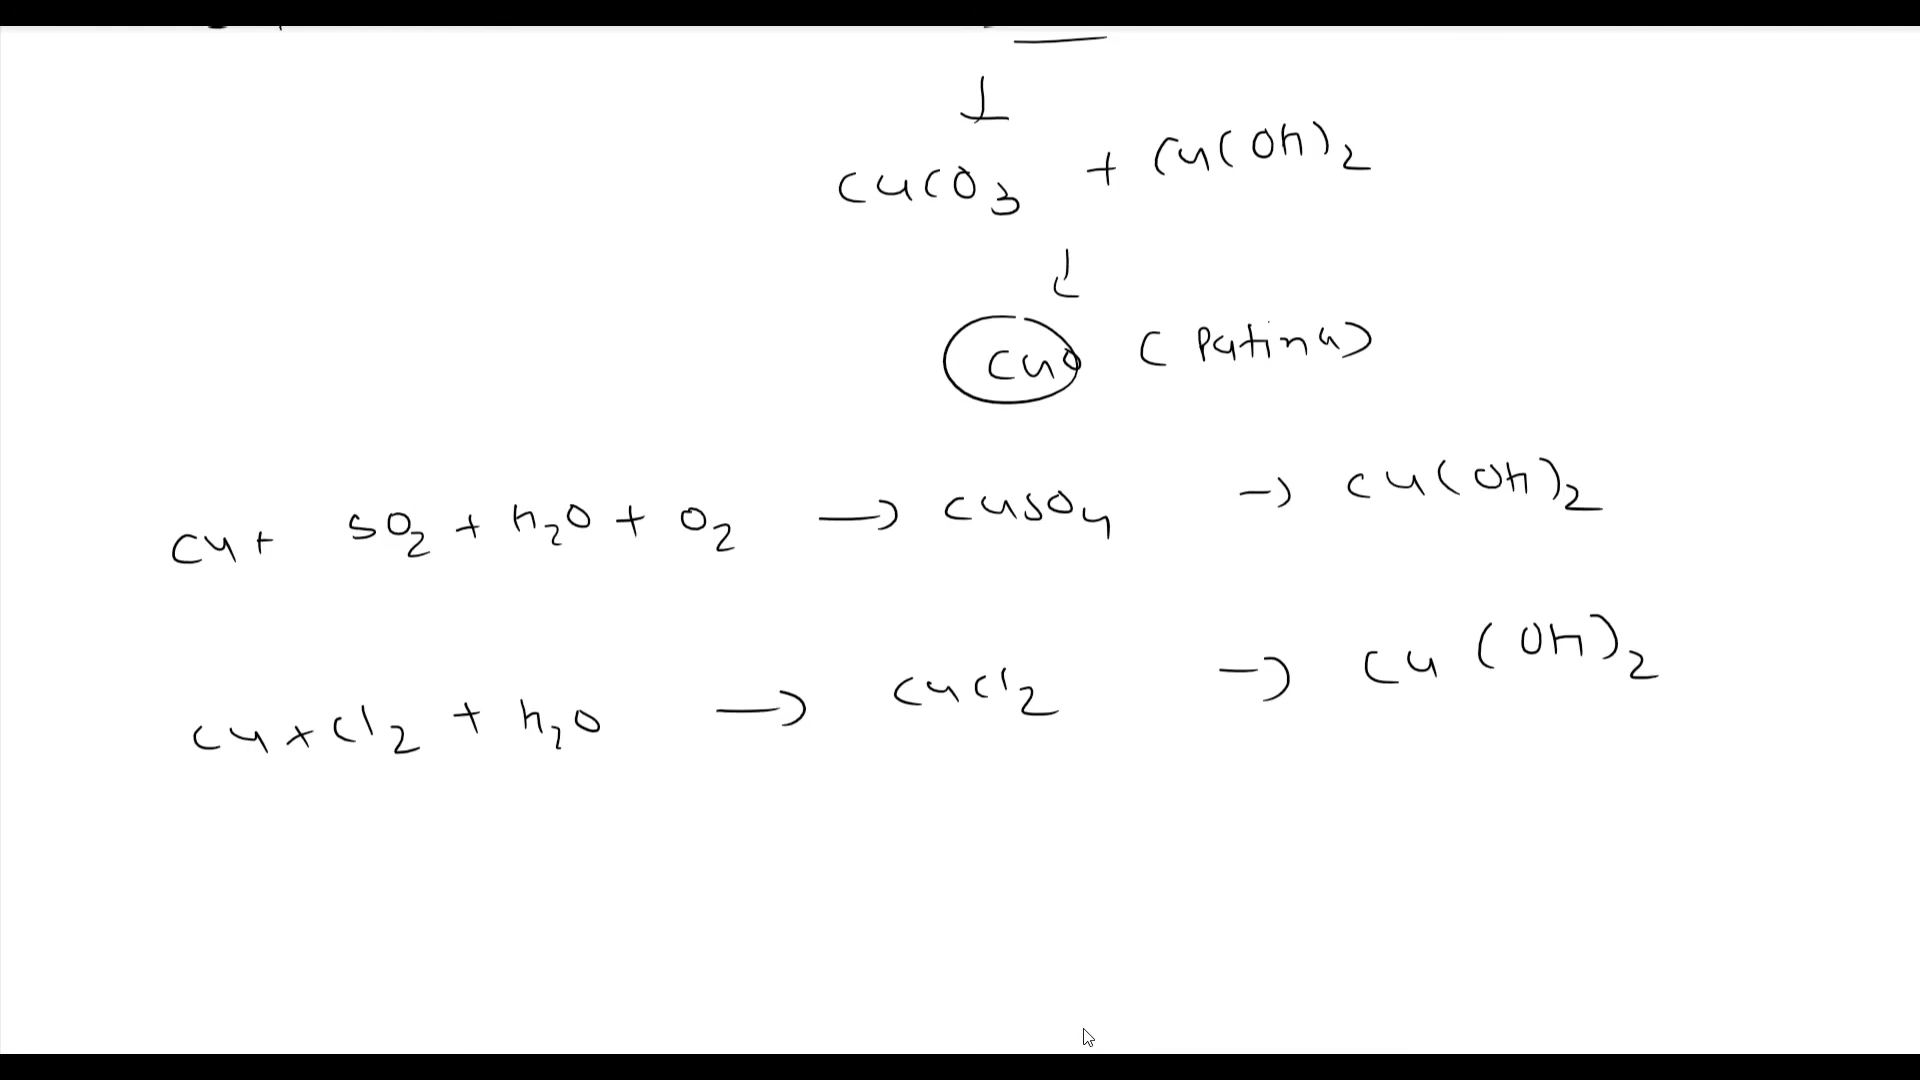 ↓
CuCO3 + Cu(Oh)2
↓
CuO (Patina)
Cu + SO2 + h2O + O2 → CuSO4 → Cu(Oh)2
Cu + Cl2 + h2O → CuCl2 → Cu(Oh)2